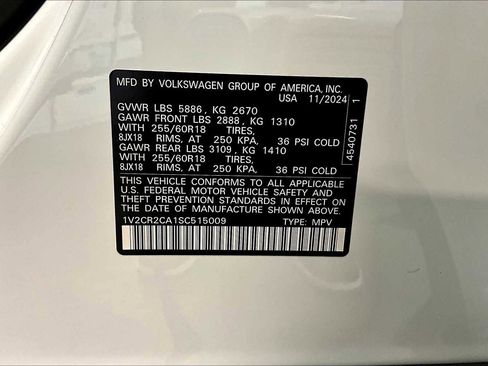 MFD BY VOLKSWAGEN GROUP OF AMERICA, INC.
USA 11/2024
GVWR LBS 5886 , KG 2670
GAWR FRONT LBS 2888 , KG 1310
WITH 255/60R18 TIRES,
8JX18 RIMS, AT 250 KPA, 36 PSI COLD
GAWR REAR LBS 3109 , KG 1410
WITH 255/60R18 TIRES,
8JX18 RIMS, AT 250 KPA, 36 PSI COLD
THIS VEHICLE CONFORMS TO ALL APPLICABLE
U.S. FEDERAL MOTOR VEHICLE SAFETY AND
THEFT PREVENTION STANDARDS IN EFFECT ON THE
DATE OF MANUFACTURE SHOWN ABOVE.
1V2CR2CA1SC515009 TYPE: MPV
4540731 1